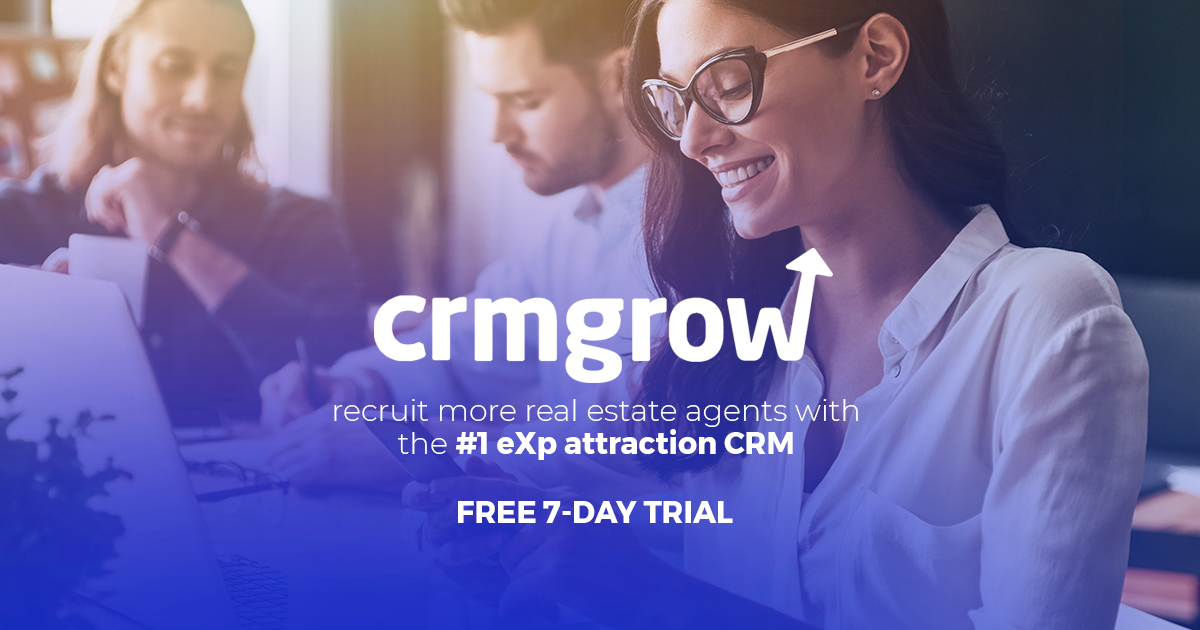 crmgrow
recruit more real estate agents with
the #1 eXp attraction CRM
FREE 7-DAY TRIAL